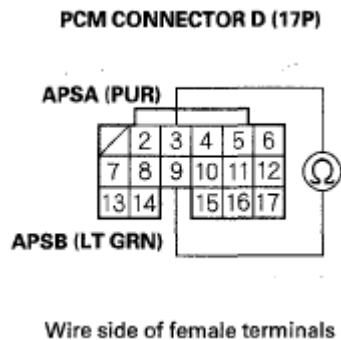 PCM CONNECTOR D (17P)
APSA (PUR)
2 3 4 5 6
7 8 9 10 11 12
Ω
13 14 15 16 17
APSB (LT GRN)
Wire side of female terminals